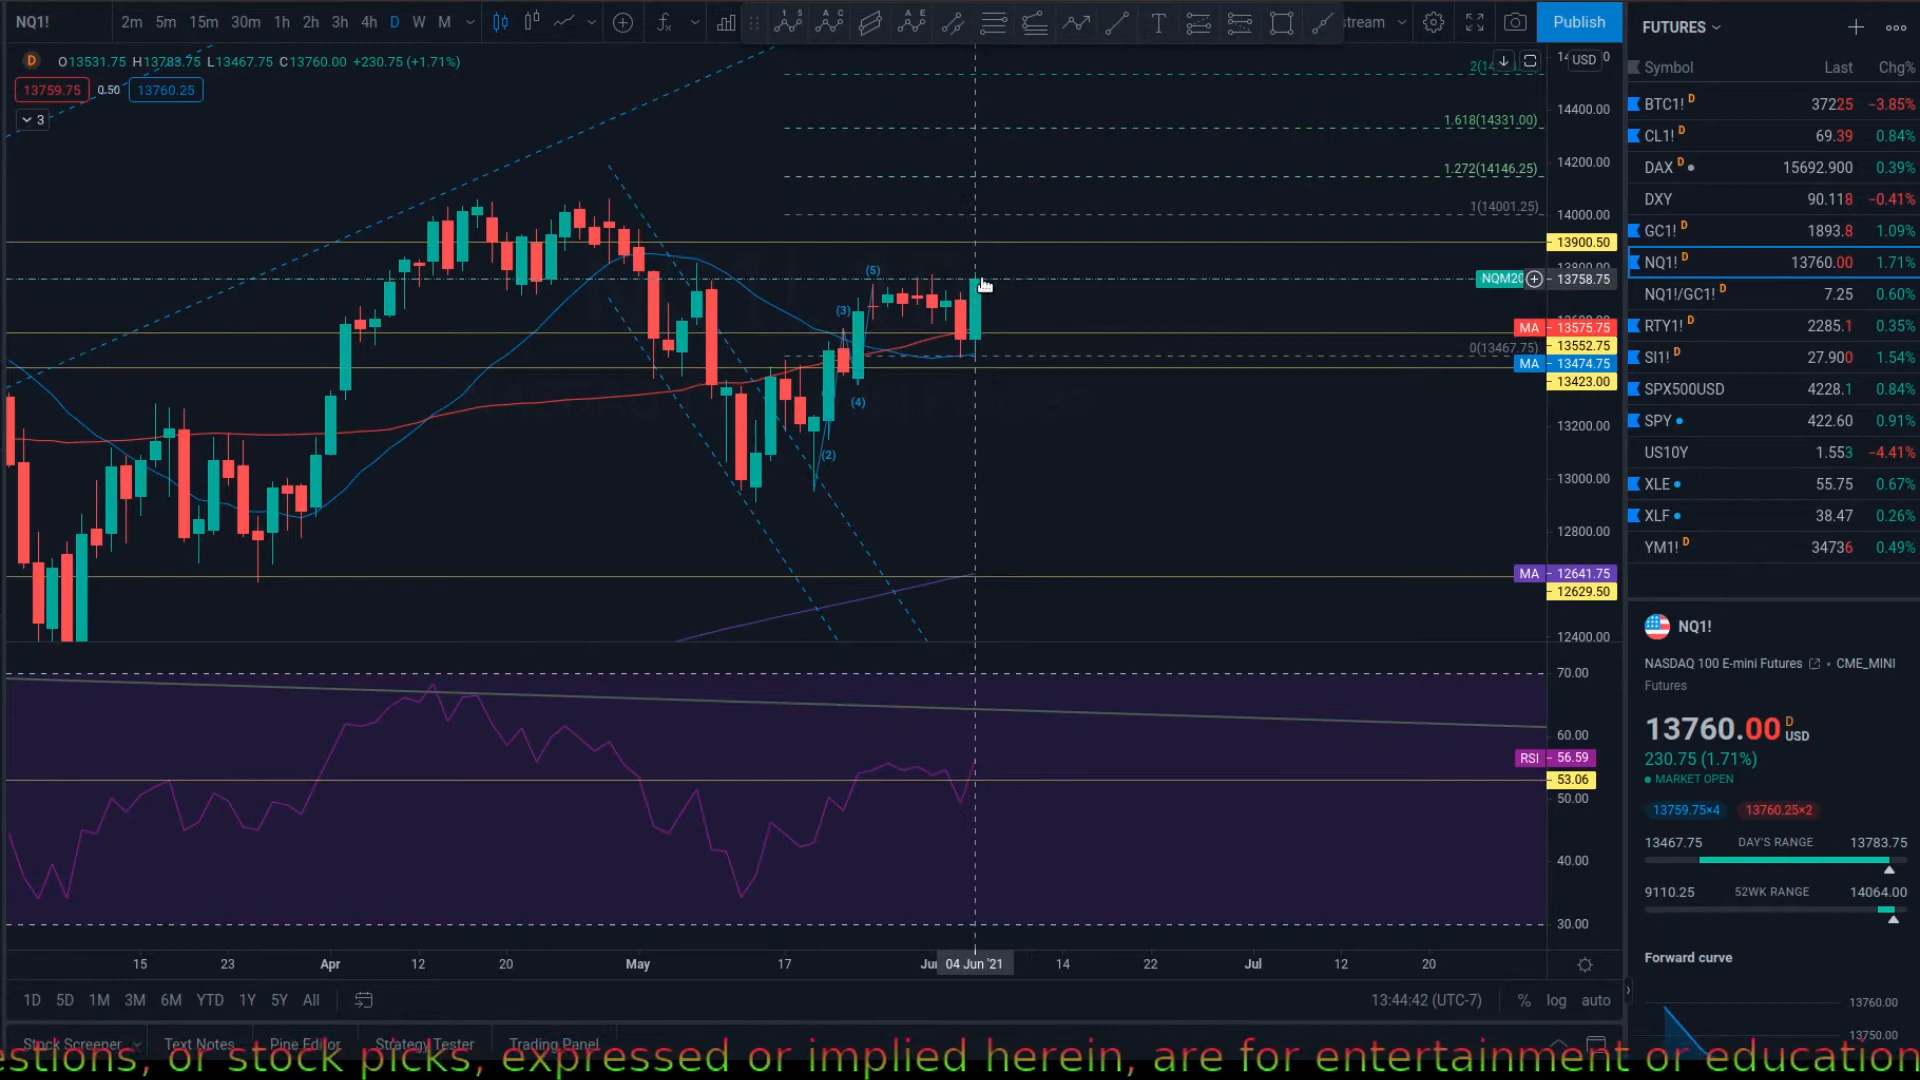 NQ1! 2m 5m 15m 30m 1h 2h 3h 4h D W M stream Publish
D O13531.75 H13783.75 L13467.75 C13760.00 +230.75 (+1.71%)
13759.75 0.50 13760.25
3
USD
14400.00
1.618(14331.00)
14200.00
1.272(14146.25)
1(14001.25)
14000.00
13900.50
13758.75
(5)
(3)
MA 13575.75
13552.75
0(13467.75)
MA 13474.75
13423.00
(4)
13200.00
(2)
13000.00
12800.00
MA 12641.75
12629.50
12400.00
70.00
60.00
RSI 56.59
53.06
50.00
40.00
30.00
15 23 Apr 12 20 May 17 04 Jun '21 14 22 Jul 12 20
1D 5D 1M 3M 6M YTD 1Y 5Y All 13:44:42 (UTC-7) % log auto
Stock Screener Text Notes Pine Editor Strategy Tester Trading Panel
FUTURES
Symbol Last Chg%
BTC1! D 37225 −3.85%
CL1! D 69.39 0.84%
DAX D 15692.900 0.39%
DXY 90.118 −0.41%
GC1! D 1893.8 1.09%
NQ1! D 13760.00 1.71%
NQ1!/GC1! D 7.25 0.60%
RTY1! D 2285.1 0.35%
SI1! D 27.900 1.54%
SPX500USD 4228.1 0.84%
SPY 422.60 0.91%
US10Y 1.553 −4.41%
XLE 55.75 0.67%
XLF 38.47 0.26%
YM1! D 34736 0.49%
NQ1!
NASDAQ 100 E-mini Futures • CME_MINI
Futures
13760.00 D USD
230.75 (1.71%)
MARKET OPEN
13759.75×4 13760.25×2
13467.75 DAY'S RANGE 13783.75
9110.25 52WK RANGE 14064.00
Forward curve
13760.00
13750.00
estions, or stock picks, expressed or implied herein, are for entertainment or education